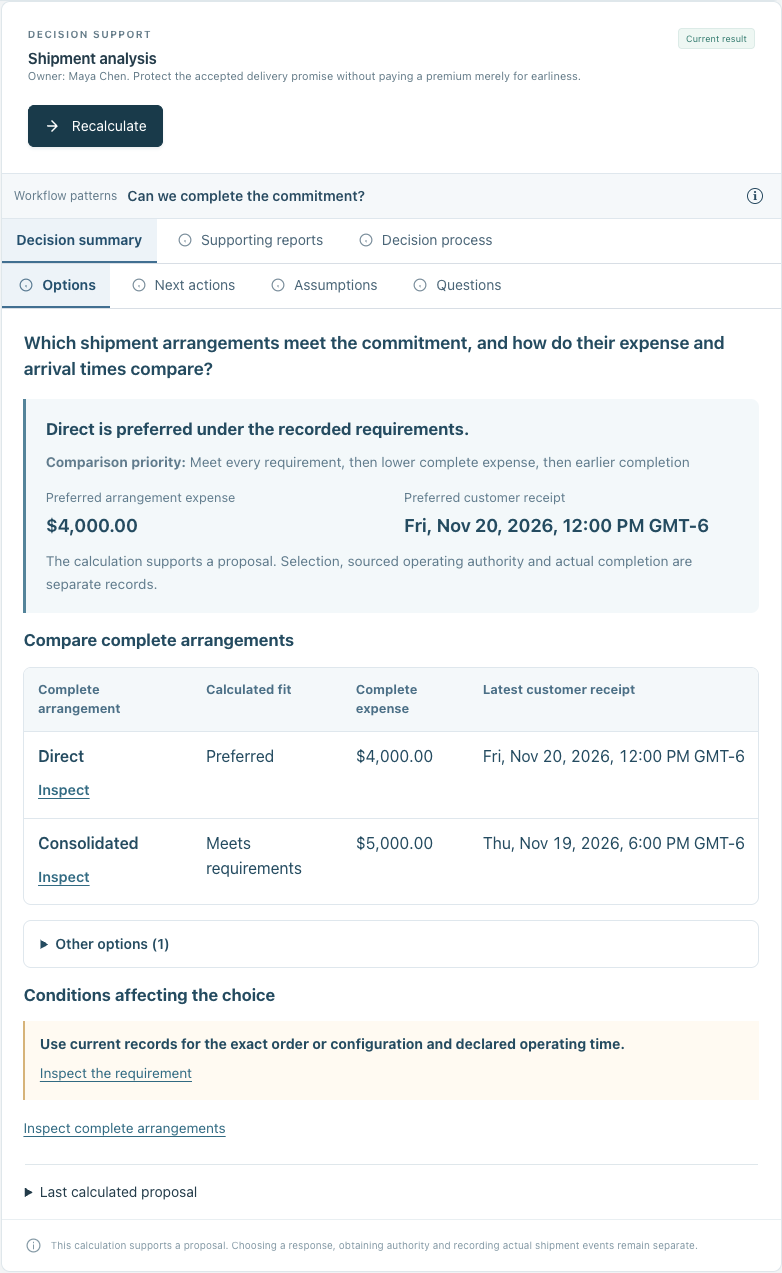 DECISION SUPPORT
Current result
Shipment analysis
Owner: Maya Chen. Protect the accepted delivery promise without paying a premium merely for earliness.
Recalculate
Workflow patterns Can we complete the commitment?
Decision summary Supporting reports Decision process
Options Next actions Assumptions Questions
Which shipment arrangements meet the commitment, and how do their expense and
arrival times compare?
Direct is preferred under the recorded requirements.
Comparison priority: Meet every requirement, then lower complete expense, then earlier completion
Preferred arrangement expense Preferred customer receipt
$4,000.00 Fri, Nov 20, 2026, 12:00 PM GMT-6
The calculation supports a proposal. Selection, sourced operating authority and actual completion are
separate records.
Compare complete arrangements
Complete arrangement Calculated fit Complete expense Latest customer receipt
Direct Preferred $4,000.00 Fri, Nov 20, 2026, 12:00 PM GMT-6
Inspect
Consolidated Meets requirements $5,000.00 Thu, Nov 19, 2026, 6:00 PM GMT-6
Inspect
Other options (1)
Conditions affecting the choice
Use current records for the exact order or configuration and declared operating time.
Inspect the requirement
Inspect complete arrangements
Last calculated proposal
This calculation supports a proposal. Choosing a response, obtaining authority and recording actual shipment events remain separate.